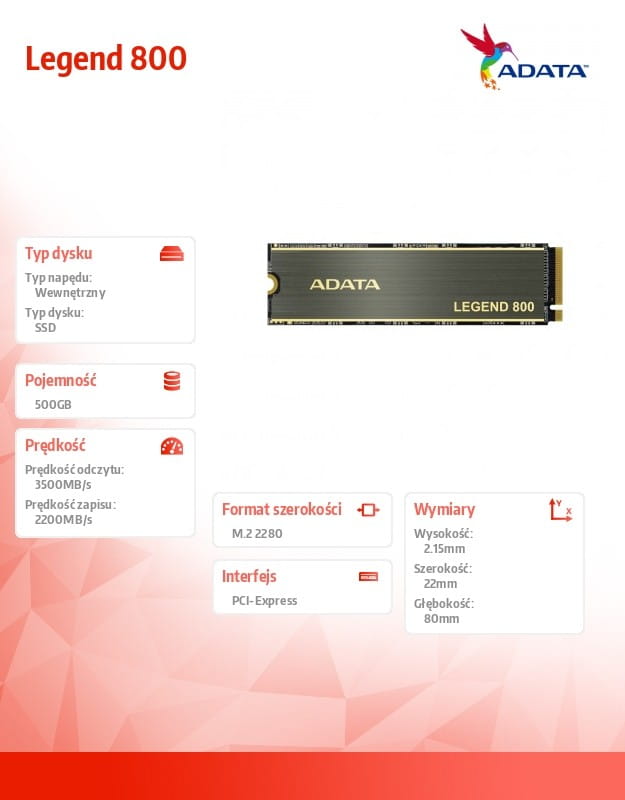 Legend 800
ADATA™
Typ dysku
Typ napędu:
Wewnętrzny
Typ dysku:
SSD
ADATA
LEGEND 800
Pojemność
500GB
Prędkość
Prędkość odczytu:
3500MB/s
Prędkość zapisu:
2200MB/s
Format szerokości
M.2 2280
Interfejs
PCI-Express
Wymiary
Y
X
Wysokość:
2.15mm
Szerokość:
22mm
Głębokość:
80mm